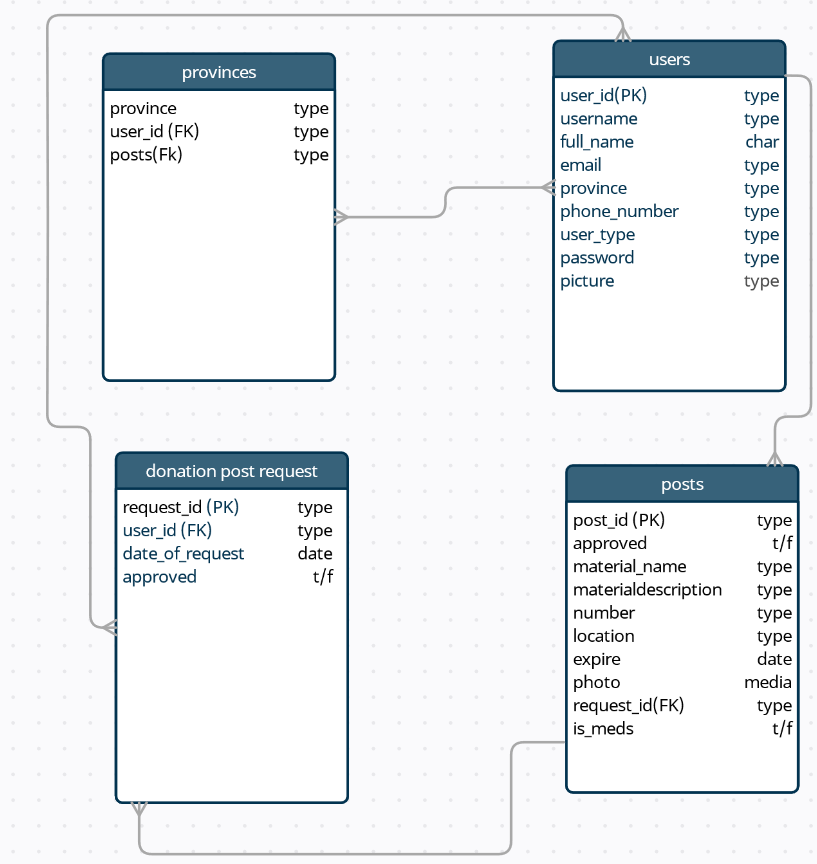 provinces
province type
user_id (FK) type
posts(Fk) type
users
user_id(PK) type
username type
full_name char
email type
province type
phone_number type
user_type type
password type
picture type
donation post request
request_id (PK) type
user_id (FK) type
date_of_request date
approved t/f
posts
post_id (PK) type
approved t/f
material_name type
materialdescription type
number type
location type
expire date
photo media
request_id(FK) type
is_meds t/f